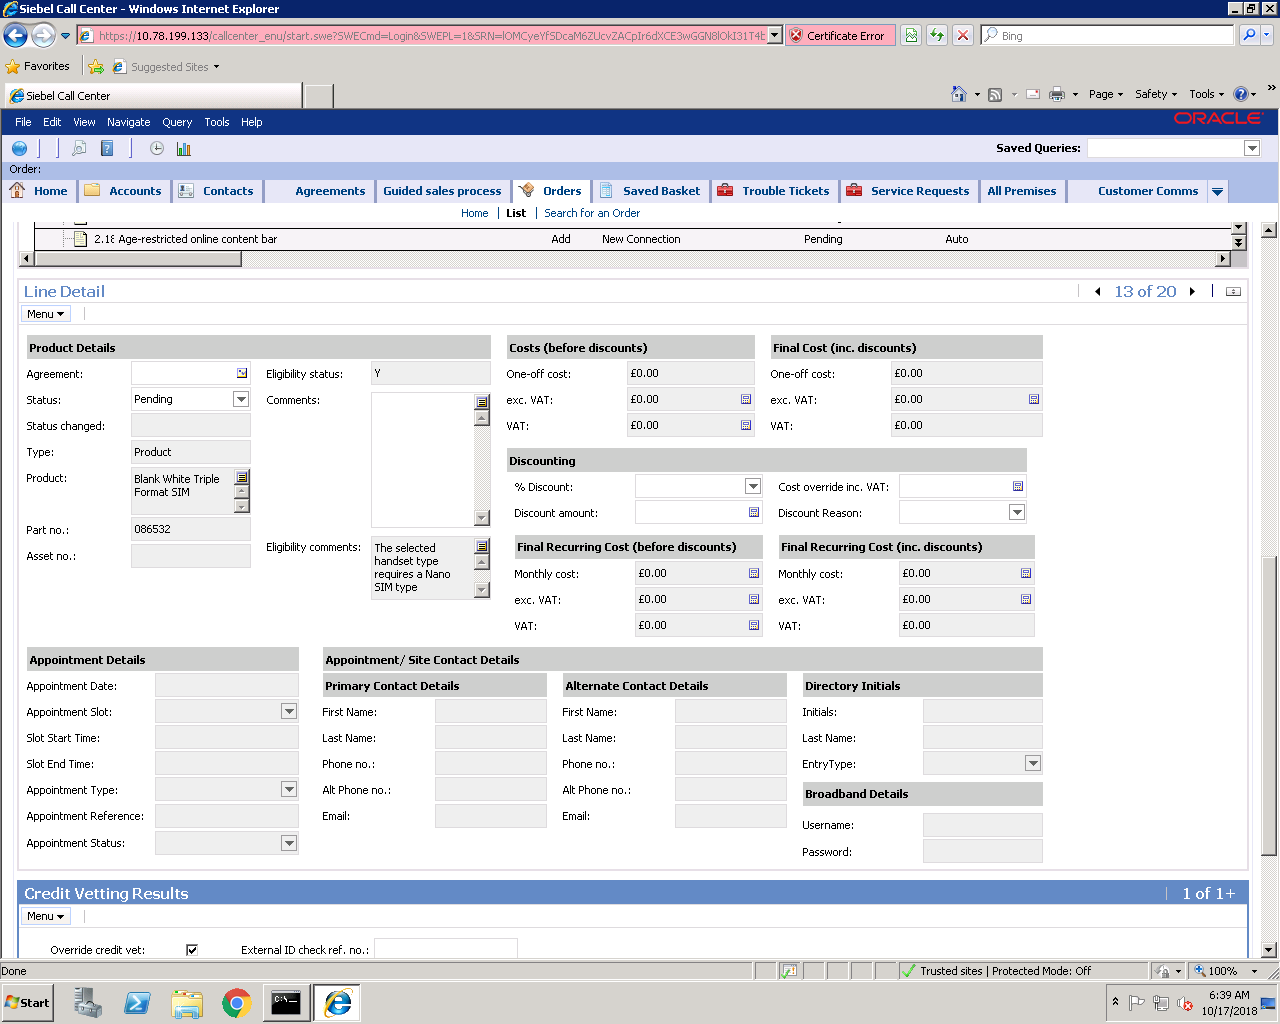 Siebel Call Center - Windows Internet Explorer
https://10.78.199.133/callcenter_enu/start.swe?SWECmd=Login&SWEPL=1&SRN=
Certificate Error
Bing
Favorites
Suggested Sites
Siebel Call Center
Page
Safety
Tools
File Edit View Navigate Query Tools Help
ORACLE
Saved Queries:
Order:
Home Accounts Contacts Agreements Guided sales process Orders Saved Basket Trouble Tickets Service Requests All Premises Customer Comms
Home | List | Search for an Order
2.18 Age-restricted online content bar Add New Connection Pending Auto
Line Detail
13 of 20
Menu
Product Details
Agreement:
Status: Pending
Status changed:
Type: Product
Product: Blank White Triple
Format SIM
Part no.: 086532
Asset no.:
Eligibility status: Y
Comments:
Eligibility comments: The selected
handset type
requires a Nano
SIM type
Costs (before discounts)
One-off cost: £0.00
exc. VAT: £0.00
VAT: £0.00
Final Cost (inc. discounts)
One-off cost: £0.00
exc. VAT: £0.00
VAT: £0.00
Discounting
% Discount:
Discount amount:
Cost override inc. VAT:
Discount Reason:
Final Recurring Cost (before discounts)
Monthly cost: £0.00
exc. VAT: £0.00
VAT: £0.00
Final Recurring Cost (inc. discounts)
Monthly cost: £0.00
exc. VAT: £0.00
VAT: £0.00
Appointment Details
Appointment Date:
Appointment Slot:
Slot Start Time:
Slot End Time:
Appointment Type:
Appointment Reference:
Appointment Status:
Appointment/ Site Contact Details
Primary Contact Details
First Name:
Last Name:
Phone no.:
Alt Phone no.:
Email:
Alternate Contact Details
First Name:
Last Name:
Phone no.:
Alt Phone no.:
Email:
Directory Initials
Initials:
Last Name:
EntryType:
Broadband Details
Username:
Password:
Credit Vetting Results
1 of 1+
Menu
Override credit vet:
External ID check ref. no.:
Done
Trusted sites | Protected Mode: Off
100%
Start
6:39 AM
10/17/2018